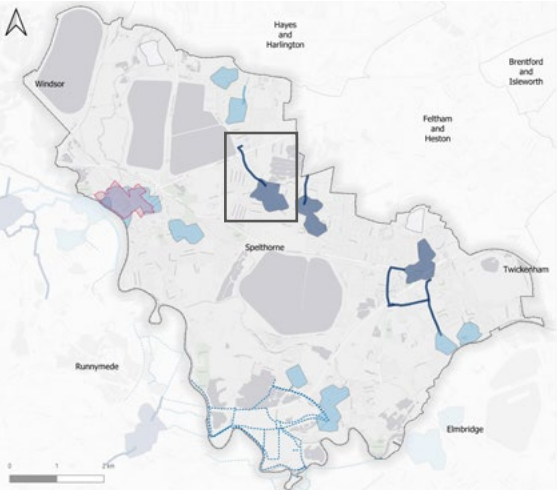 Hayes
and
Harlington
Brentford
and
Isleworth
Windsor
Feltham
and
Heston
Spelthorne
Twickenham
Runnymede
Elmbridge
0 1 2 km